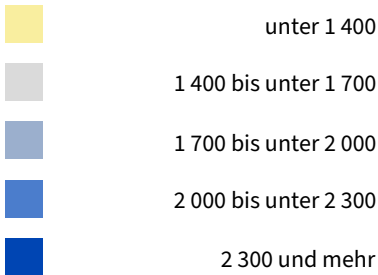 unter 1 400
1 400 bis unter 1 700
1 700 bis unter 2 000
2 000 bis unter 2 300
2 300 und mehr